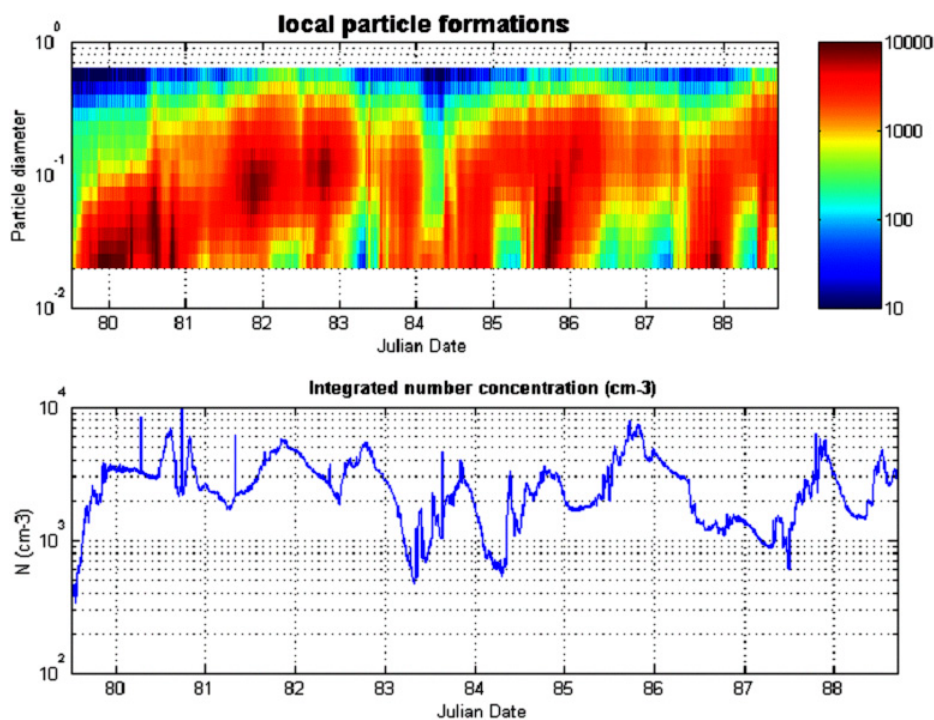 local particle formations
10^0
10^-1
10^-2
Particle diameter
80 81 82 83 84 85 86 87 88
Julian Date
10000
1000
100
10
Integrated number concentration (cm-3)
10^4
10^3
10^2
N (cm-3)
80 81 82 83 84 85 86 87 88
Julian Date